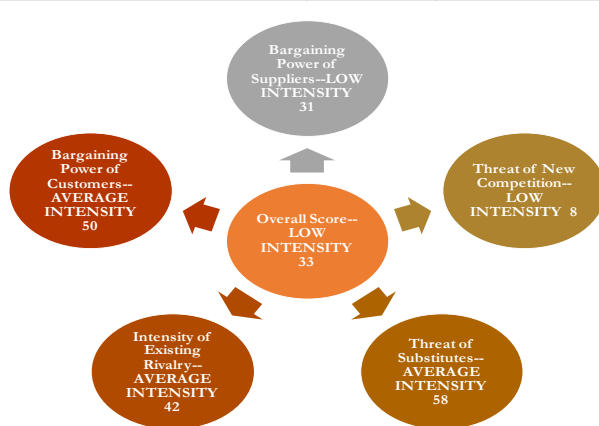 Bargaining
Power of
Suppliers--LOW
INTENSITY
31
Bargaining
Power of
Customers--
AVERAGE
INTENSITY
50
Threat of New
Competition--
LOW
INTENSITY 8
Overall Score--
LOW
INTENSITY
33
Intensity of
Existing
Rivalry--
AVERAGE
INTENSITY
42
Threat of
Substitutes--
AVERAGE
INTENSITY
58